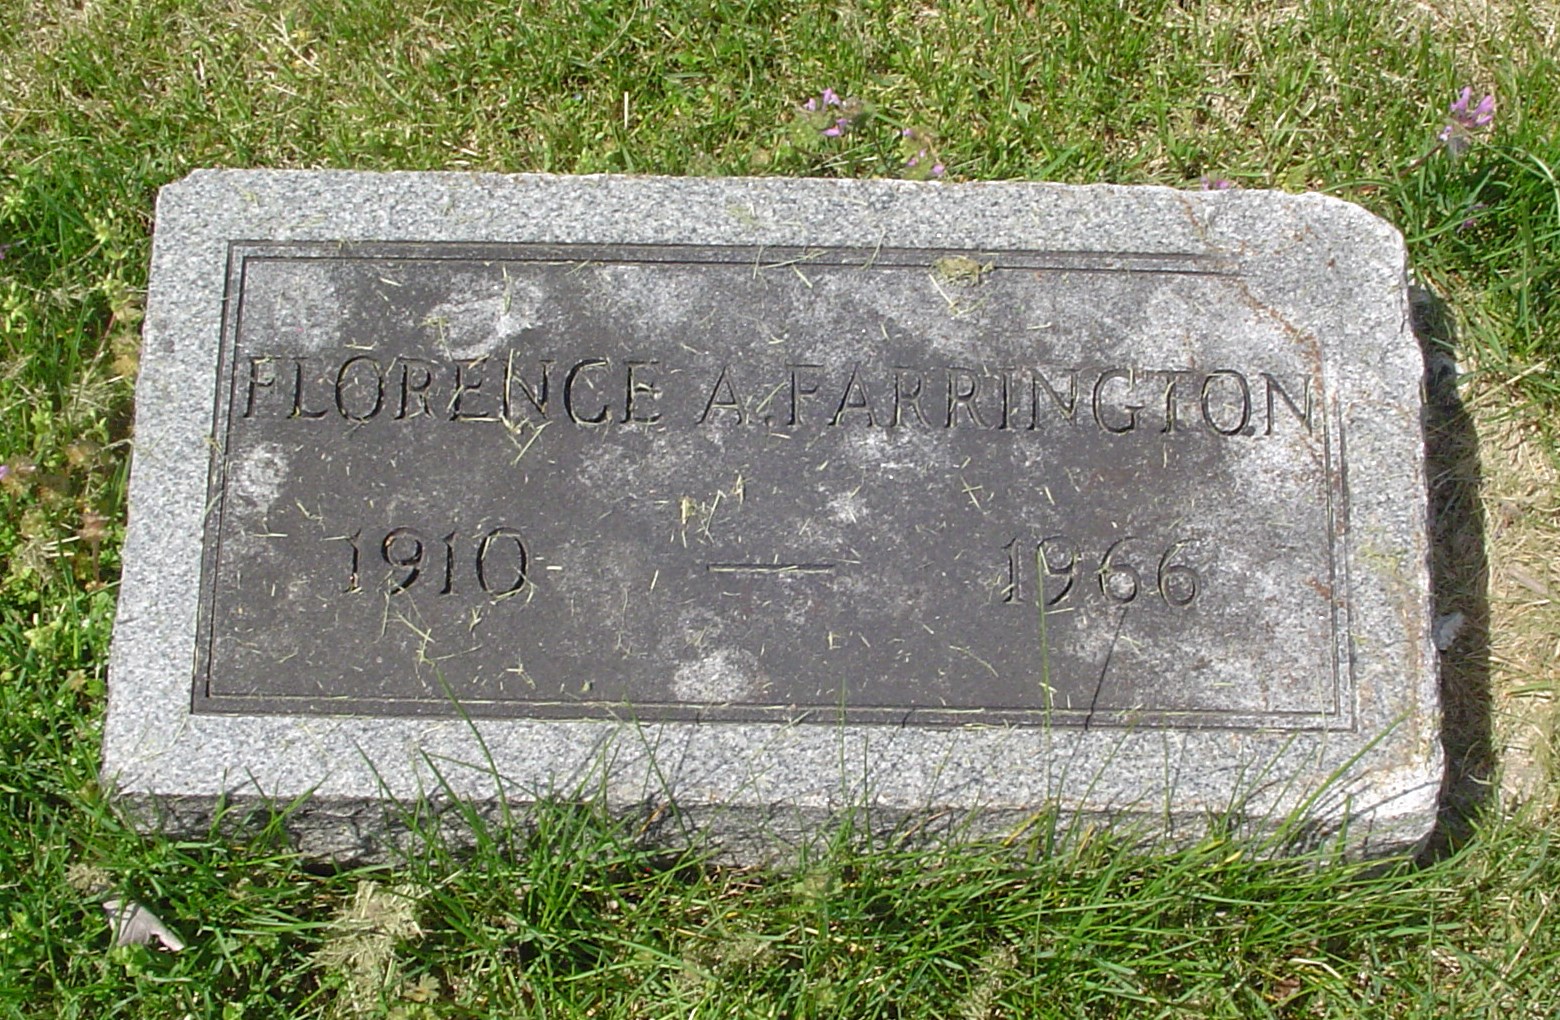 FLORENCE A. FARRINGTON
1910 — 1966